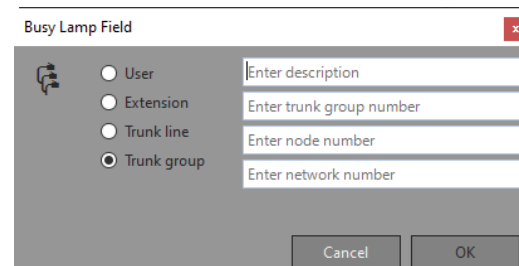 Busy Lamp Field
x
User
Extension
Trunk line
Trunk group
Enter description
Enter trunk group number
Enter node number
Enter network number
Cancel
OK